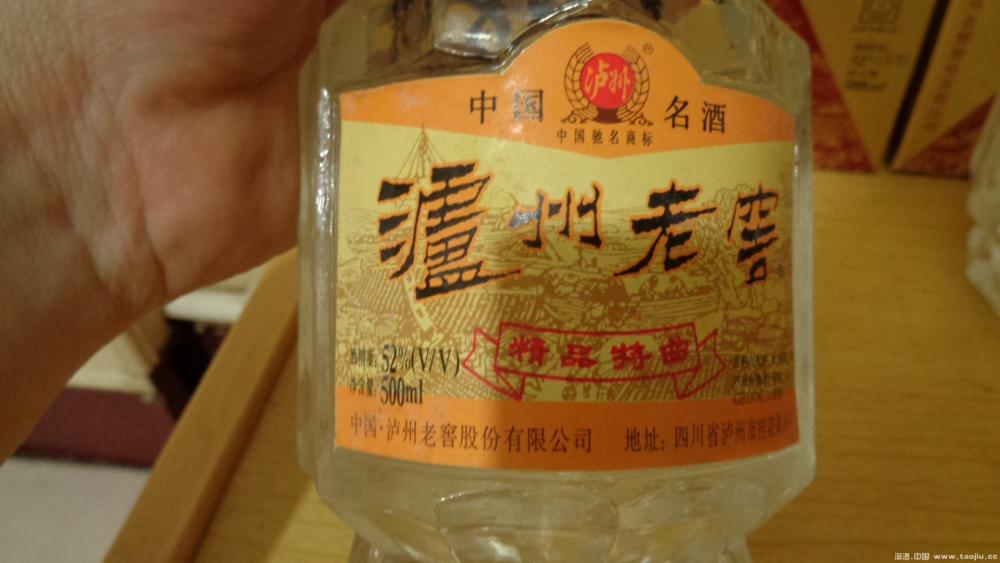 中国 泸州 ® 名酒
中国驰名商标
泸州老窖
精品特曲
酒精度: 52%(V/V)
净含量: 500ml
中国·泸州老窖股份有限公司 地址: 四川省泸州市
淘酒.中国 www.taojiu.cc